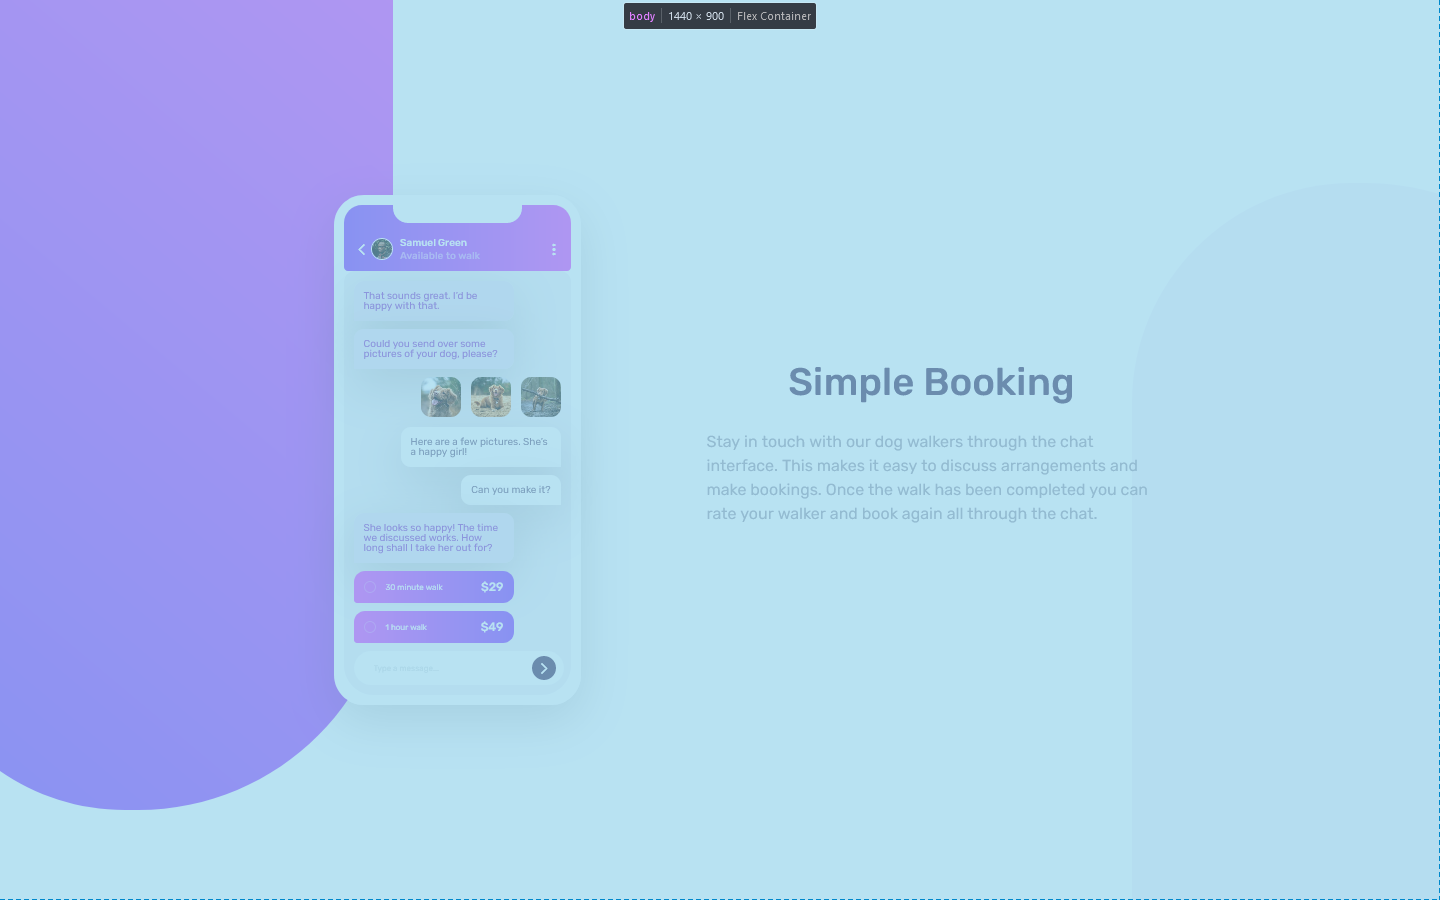 body 1440 × 900 Flex Container
Samuel Green
Available to walk
That sounds great. I'd be
happy with that.
Could you send over some
pictures of your dog, please?
Here are a few pictures. She's
a happy girl!
Can you make it?
She looks so happy! The time
we discussed works. How
long shall I take her out for?
30 minute walk $29
1 hour walk $49
Type a message...
Simple Booking
Stay in touch with our dog walkers through the chat
interface. This makes it easy to discuss arrangements and
make bookings. Once the walk has been completed you can
rate your walker and book again all through the chat.